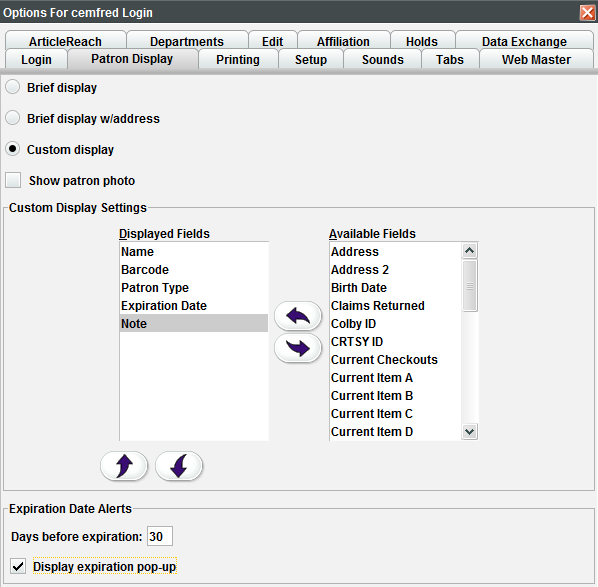 Options For cemfred Login
ArticleReach Departments Edit Affiliation Holds Data Exchange
Login Patron Display Printing Setup Sounds Tabs Web Master
Brief display
Brief display w/address
Custom display
Show patron photo
Custom Display Settings
Displayed Fields
Name
Barcode
Patron Type
Expiration Date
Note
Available Fields
Address
Address 2
Birth Date
Claims Returned
Colby ID
CRTSY ID
Current Checkouts
Current Item A
Current Item B
Current Item C
Current Item D
Expiration Date Alerts
Days before expiration: 30
Display expiration pop-up